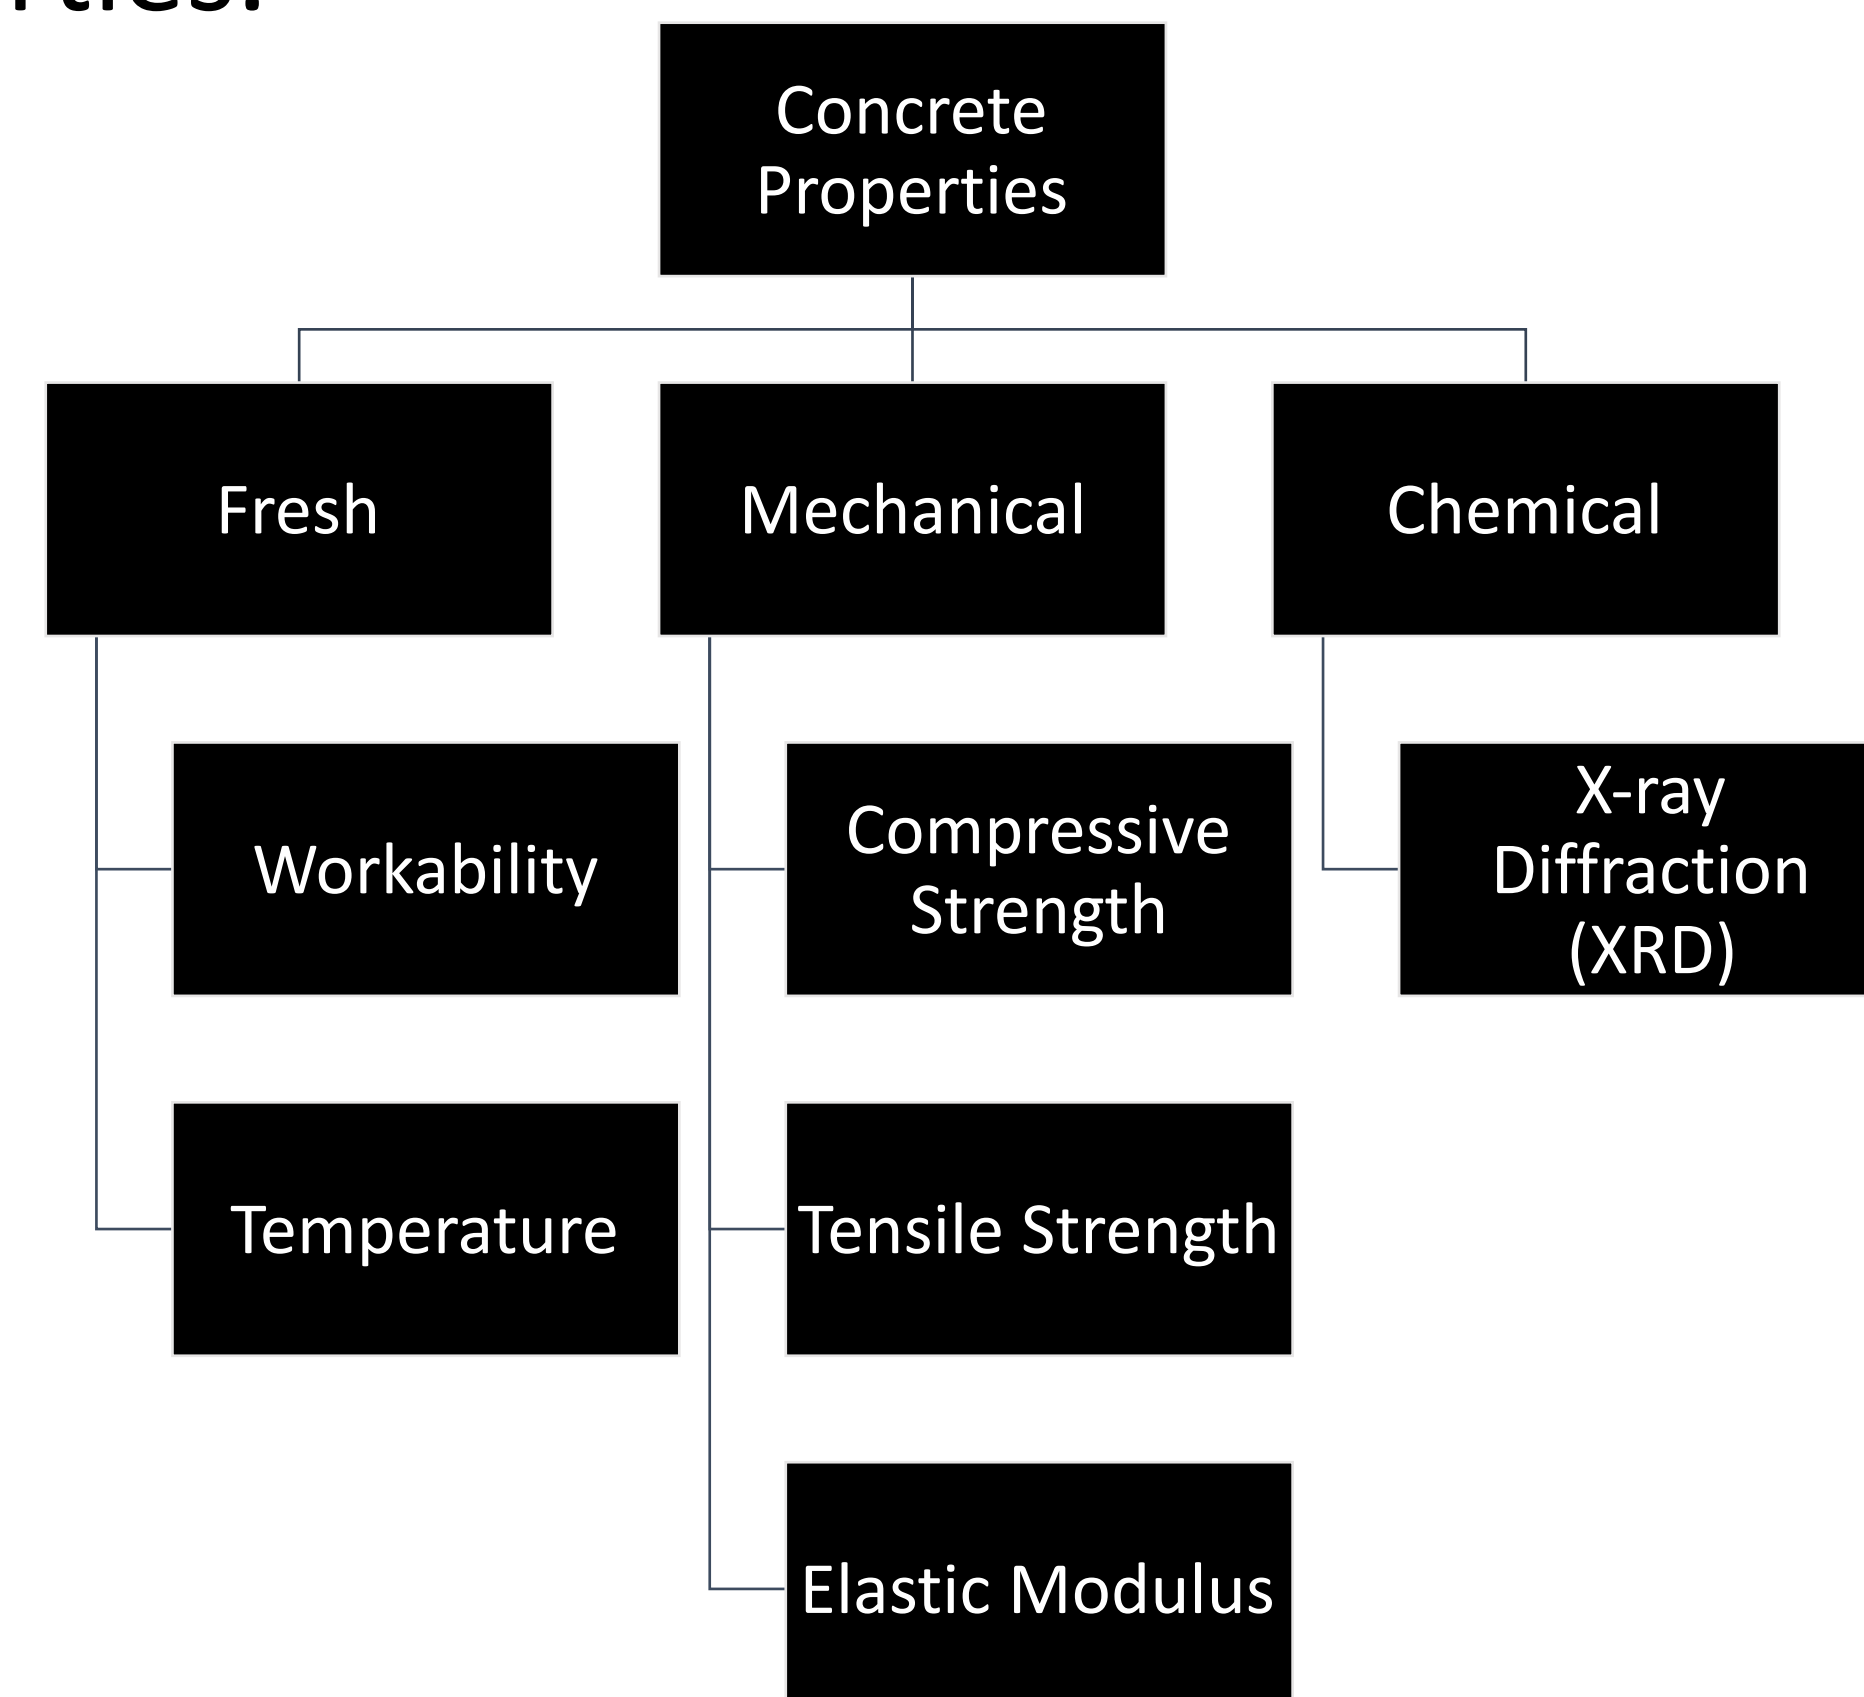 Concrete
Properties
Fresh
Mechanical
Chemical
Workability
Compressive
Strength
X-ray
Diffraction
(XRD)
Temperature
Tensile Strength
Elastic Modulus